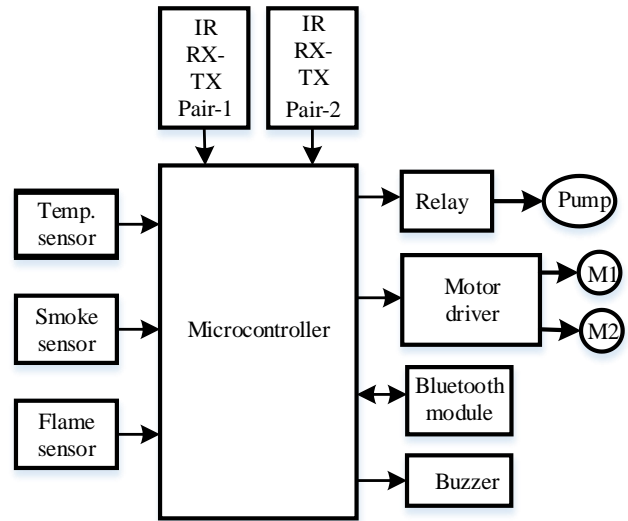 IR
RX-
TX
Pair-1
IR
RX-
TX
Pair-2
Temp.
sensor
Smoke
sensor
Flame
sensor
Microcontroller
Relay
Pump
Motor
driver
M1
M2
Bluetooth
module
Buzzer